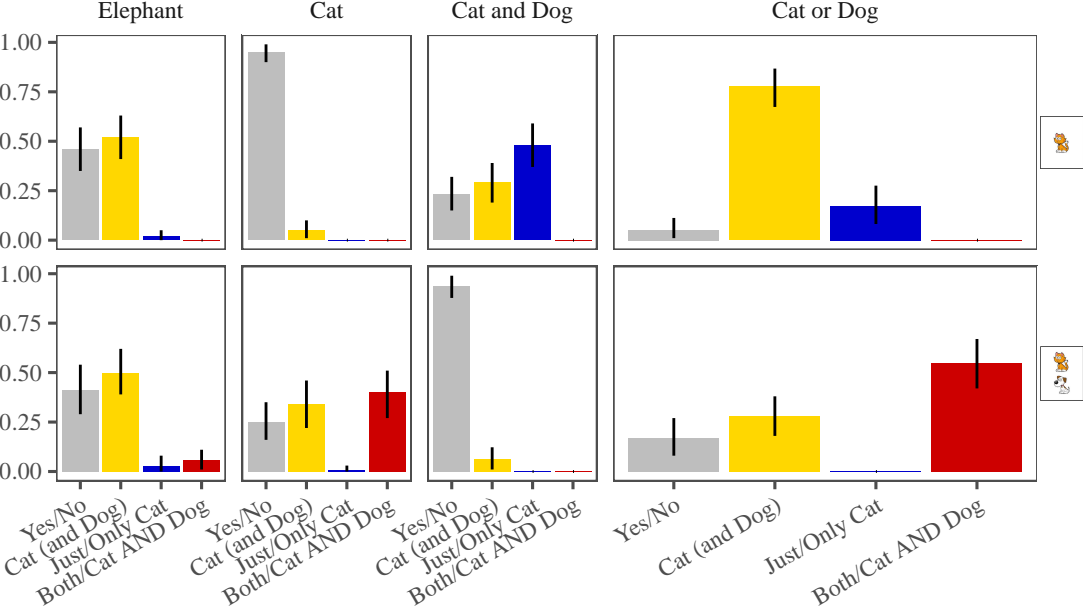 Elephant Cat Cat and Dog Cat or Dog
1.00
0.75
0.50
0.25
0.00
1.00
0.75
0.50
0.25
0.00
Yes/No
Cat (and Dog)
Just/Only Cat
Both/Cat AND Dog
Yes/No
Cat (and Dog)
Just/Only Cat
Both/Cat AND Dog
Yes/No
Cat (and Dog)
Just/Only Cat
Both/Cat AND Dog
Yes/No
Cat (and Dog)
Just/Only Cat
Both/Cat AND Dog